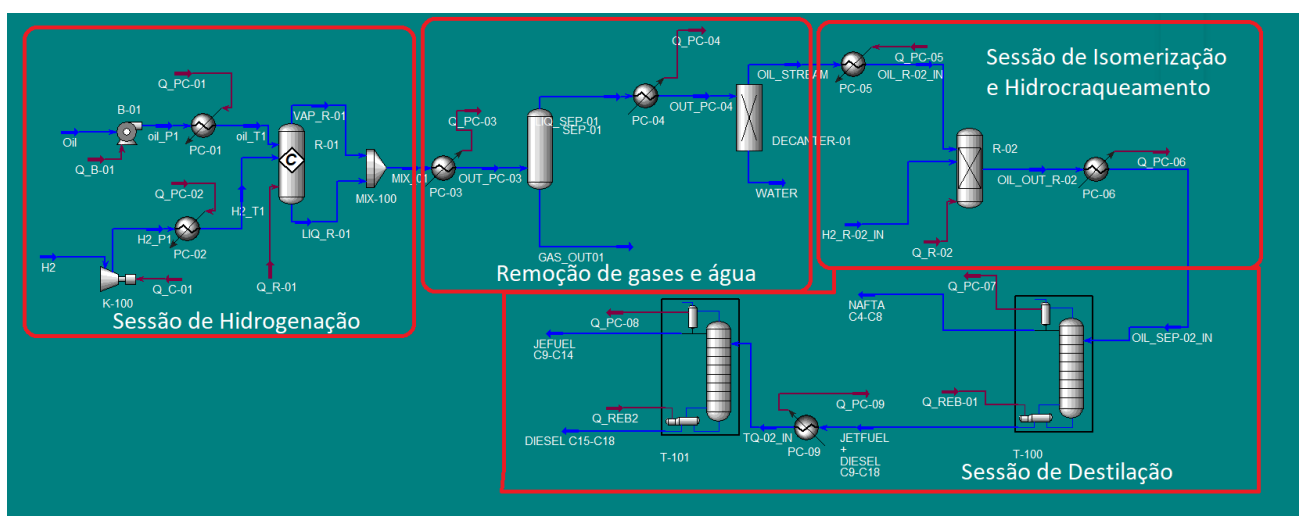 Q_PC-01
B-01
Oil
oil_P1
PC-01
oil_T1
Q_B-01
VAP_R-01
R-01
C
Q_PC-02
H2_T1
H2_P1
PC-02
LIQ_R-01
MIX-100
MIX_01
H2
K-100
Q_C-01
Q_R-01
Sessão de Hidrogenação
Q_PC-04
Q_PC-03
PC-03
OUT_PC-03
LIQ_SEP-01
SEP-01
PC-04
OUT_PC-04
OIL_STREAM
DECANTER-01
WATER
GAS_OUT01
Remoção de gases e água
Q_PC-05
PC-05
OIL_R-02_IN
Sessão de Isomerização
e Hidrocraqueamento
R-02
Q_PC-06
OIL_OUT_R-02
PC-06
H2_R-02_IN
Q_R-02
Q_PC-07
NAFTA
C4-C8
OIL_SEP-02_IN
Q_REB-01
T-100
JETFUEL
+
DIESEL
C9-C18
Q_PC-09
PC-09
TQ-02_IN
Q_PC-08
JEFUEL
C9-C14
Q_REB2
DIESEL C15-C18
T-101
Sessão de Destilação